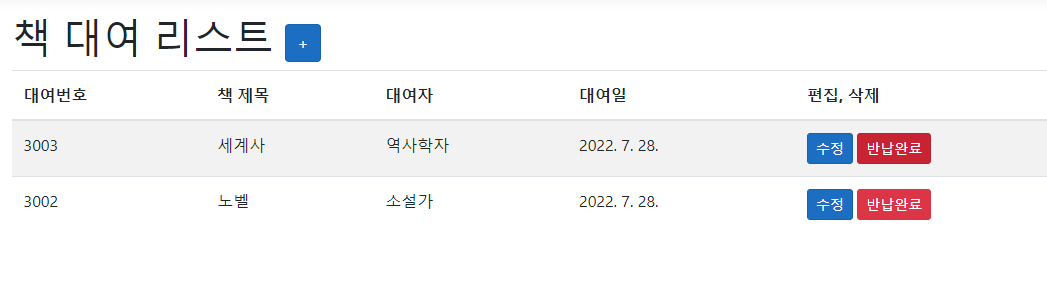 책 대여 리스트 +
대여번호 책 제목 대여자 대여일 편집, 삭제
3003 세계사 역사학자 2022. 7. 28. 수정 반납완료
3002 노벨 소설가 2022. 7. 28. 수정 반납완료